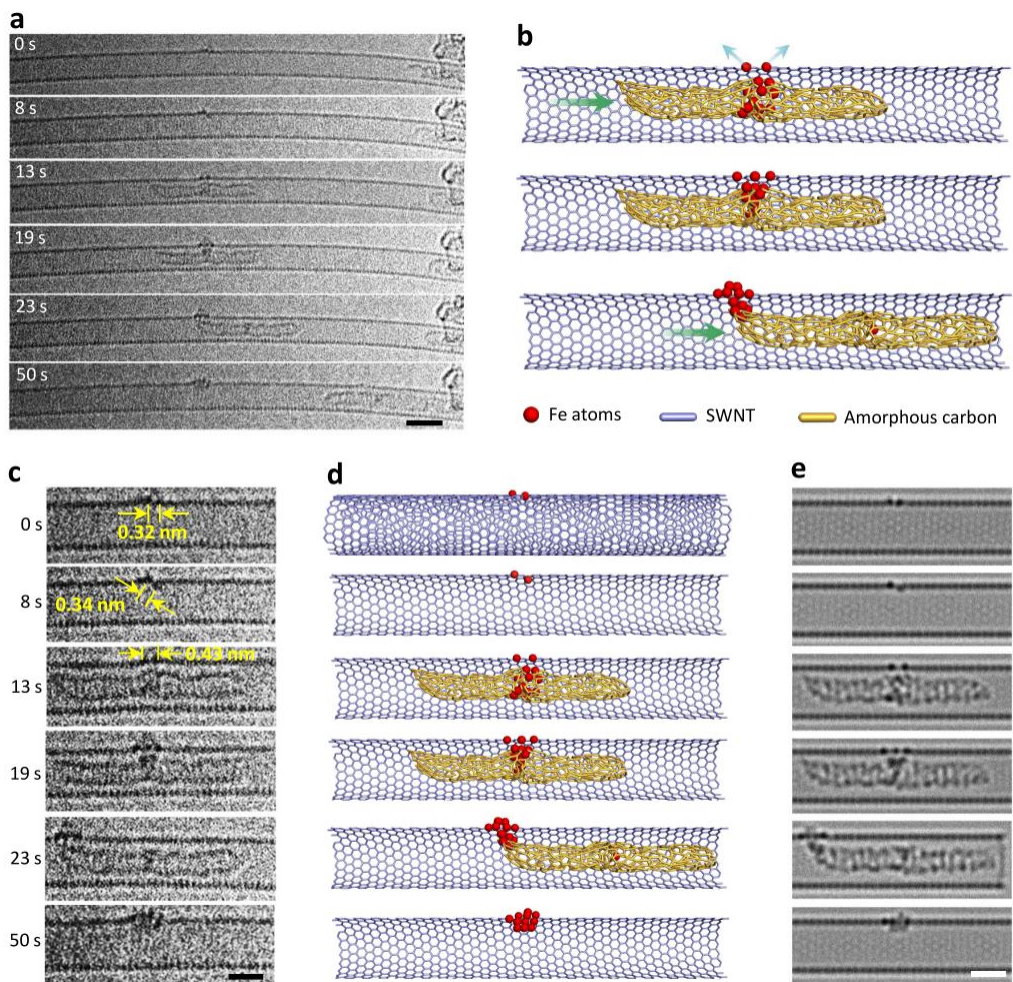 a
0 s
8 s
13 s
19 s
23 s
50 s
b
Fe atoms
SWNT
Amorphous carbon
c
0 s
0.32 nm
8 s
0.34 nm
0.43 nm
13 s
19 s
23 s
50 s
d
e